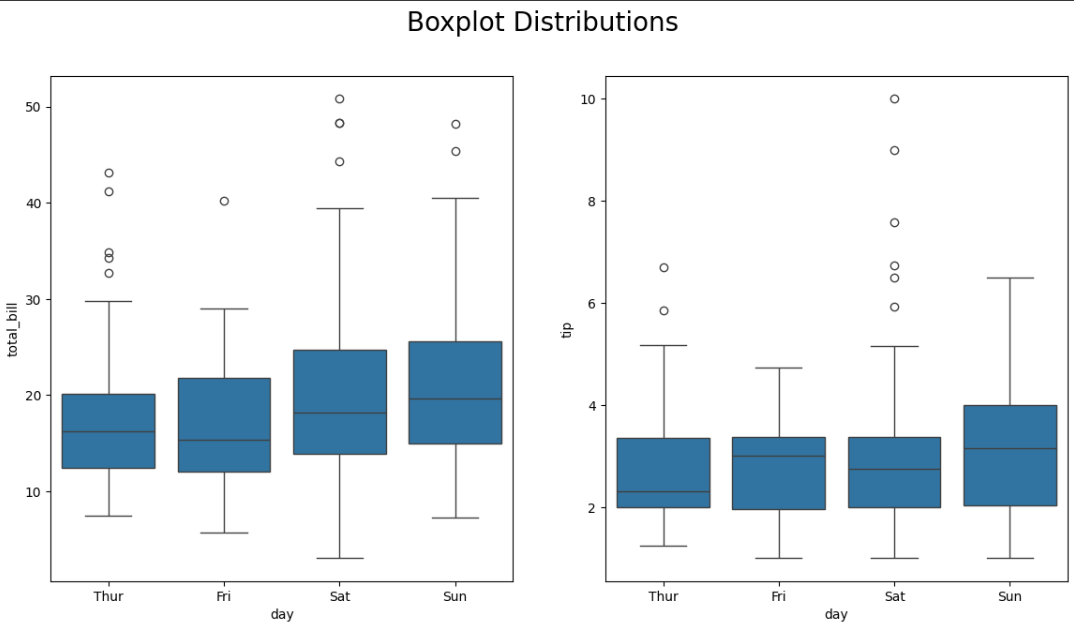 Boxplot Distributions
50
40
30
20
10
total_bill
Thur Fri Sat Sun
day
10
8
6
4
2
tip
Thur Fri Sat Sun
day